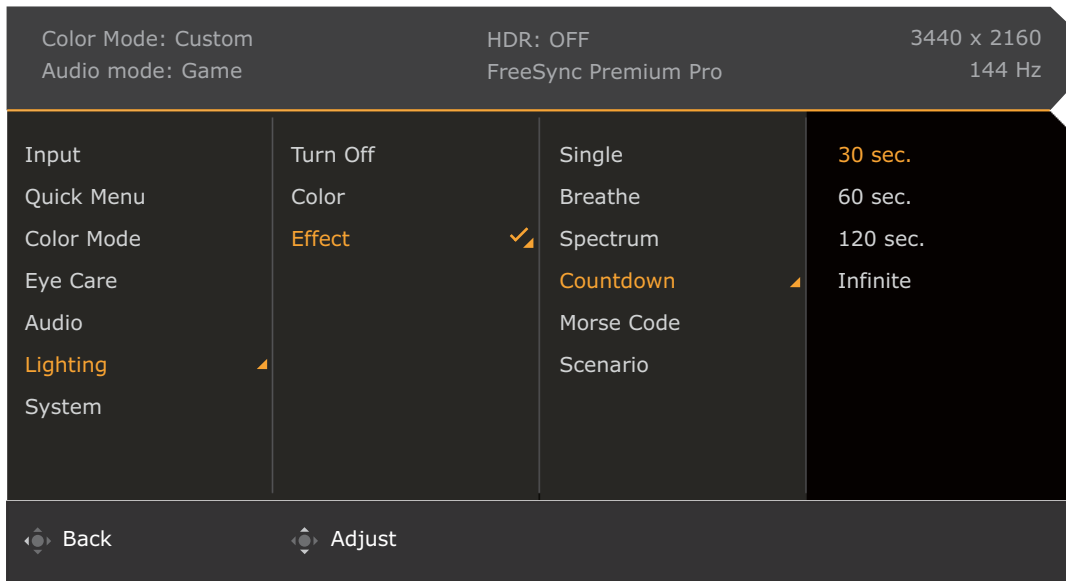 Color Mode: Custom
Audio mode: Game
HDR: OFF
FreeSync Premium Pro
3440 x 2160
144 Hz
Input
Quick Menu
Color Mode
Eye Care
Audio
Lighting
System
Turn Off
Color
Effect
Single
Breathe
Spectrum
Countdown
Morse Code
Scenario
30 sec.
60 sec.
120 sec.
Infinite
Back
Adjust